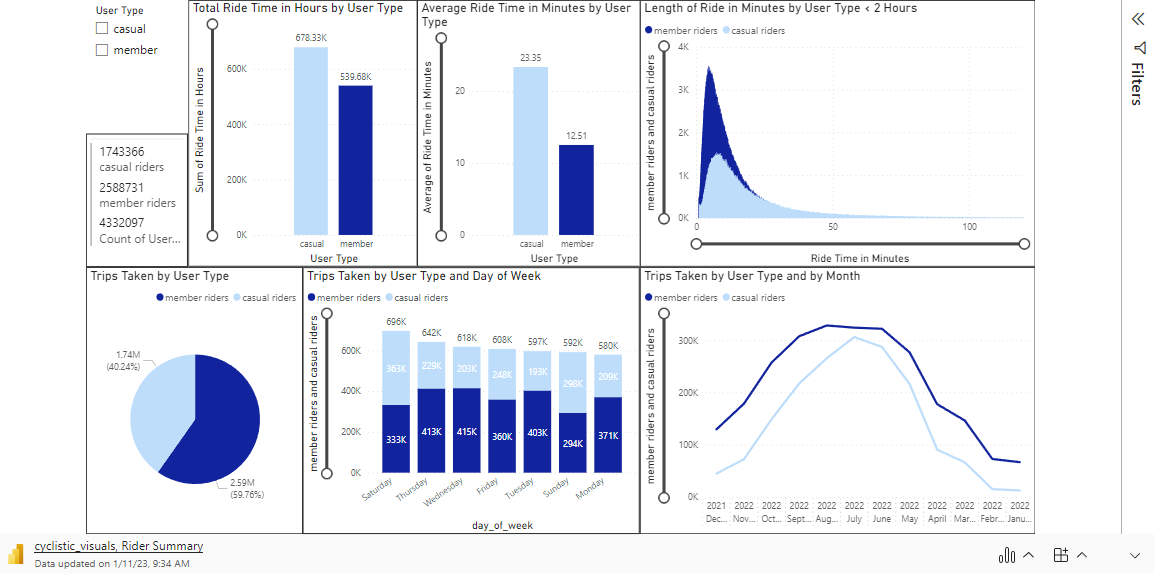 User Type
casual
member
1743366
casual riders
2588731
member riders
4332097
Count of User...
Total Ride Time in Hours by User Type
Sum of Ride Time in Hours
600K
400K
200K
0K
678.33K
539.68K
casual
member
User Type
Average Ride Time in Minutes by User
Type
Average of Ride Time in Minutes
20
10
0
23.35
12.51
casual
member
User Type
Length of Ride in Minutes by User Type < 2 Hours
member riders
casual riders
member riders and casual riders
4K
3K
2K
1K
0K
0
50
100
Ride Time in Minutes
Filters
Trips Taken by User Type
member riders
casual riders
1.74M
(40.24%)
2.59M
(59.76%)
Trips Taken by User Type and Day of Week
member riders
casual riders
member riders and casual riders
600K
400K
200K
0K
696K
642K
618K
608K
597K
592K
580K
363K
229K
203K
248K
193K
298K
209K
333K
413K
415K
360K
403K
294K
371K
Saturday
Thursday
Wednesday
Friday
Tuesday
Sunday
Monday
day_of_week
Trips Taken by User Type and by Month
member riders
casual riders
member riders and casual riders
300K
200K
100K
0K
2021 2022 2022 2022 2022 2022 2022 2022 2022 2022 2022 2022
Dec... Nov... Oct... Sept... Aug... July June May April Mar... Febr... Janu...
cyclistic_visuals, Rider Summary
Data updated on 1/11/23, 9:34 AM